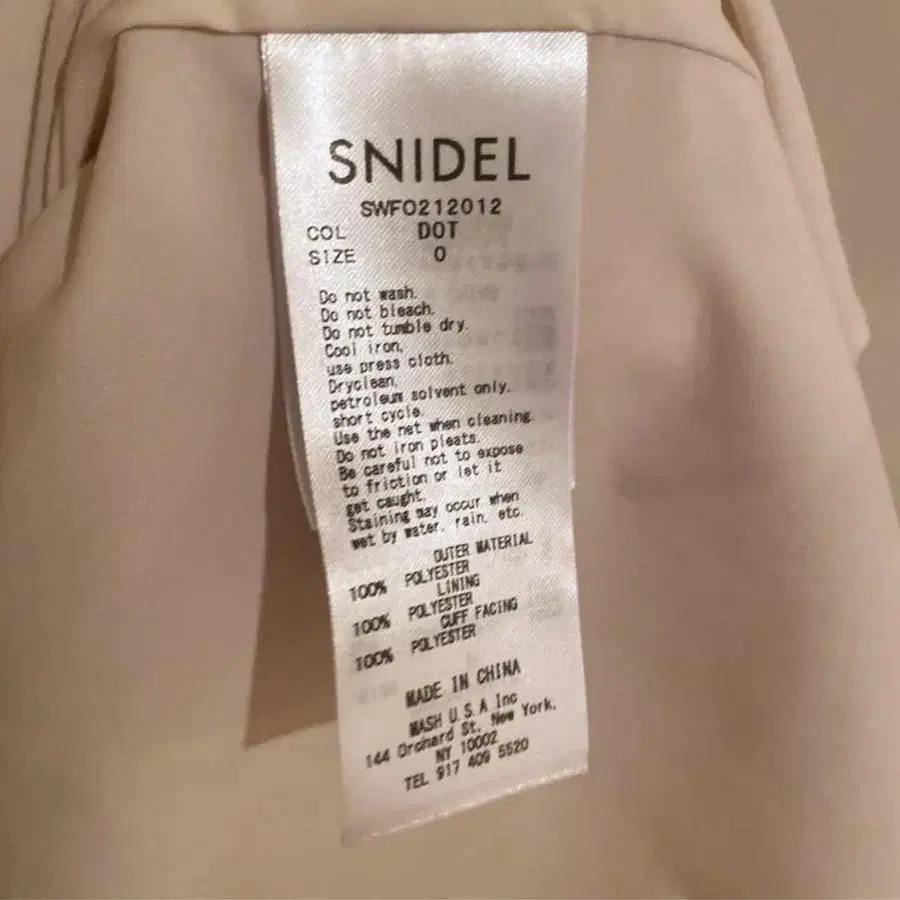 SNIDEL
SWFO212012
COL DOT
SIZE 0
Do not wash.
Do not bleach.
Do not tumble dry.
Cool iron,
use press cloth.
Dryclean,
petroleum solvent only.
short cycle.
Use the net when cleaning.
Do not iron pleats.
Be careful not to expose
to friction or let it
get caught.
Staining may occur when
wet by water, rain, etc.
OUTER MATERIAL
100% POLYESTER
LINING
100% POLYESTER
CUFF FACING
100% POLYESTER
MADE IN CHINA
MASH U.S.A Inc
144 Orchard St. New York,
NY 10002
TEL 917 409 5520